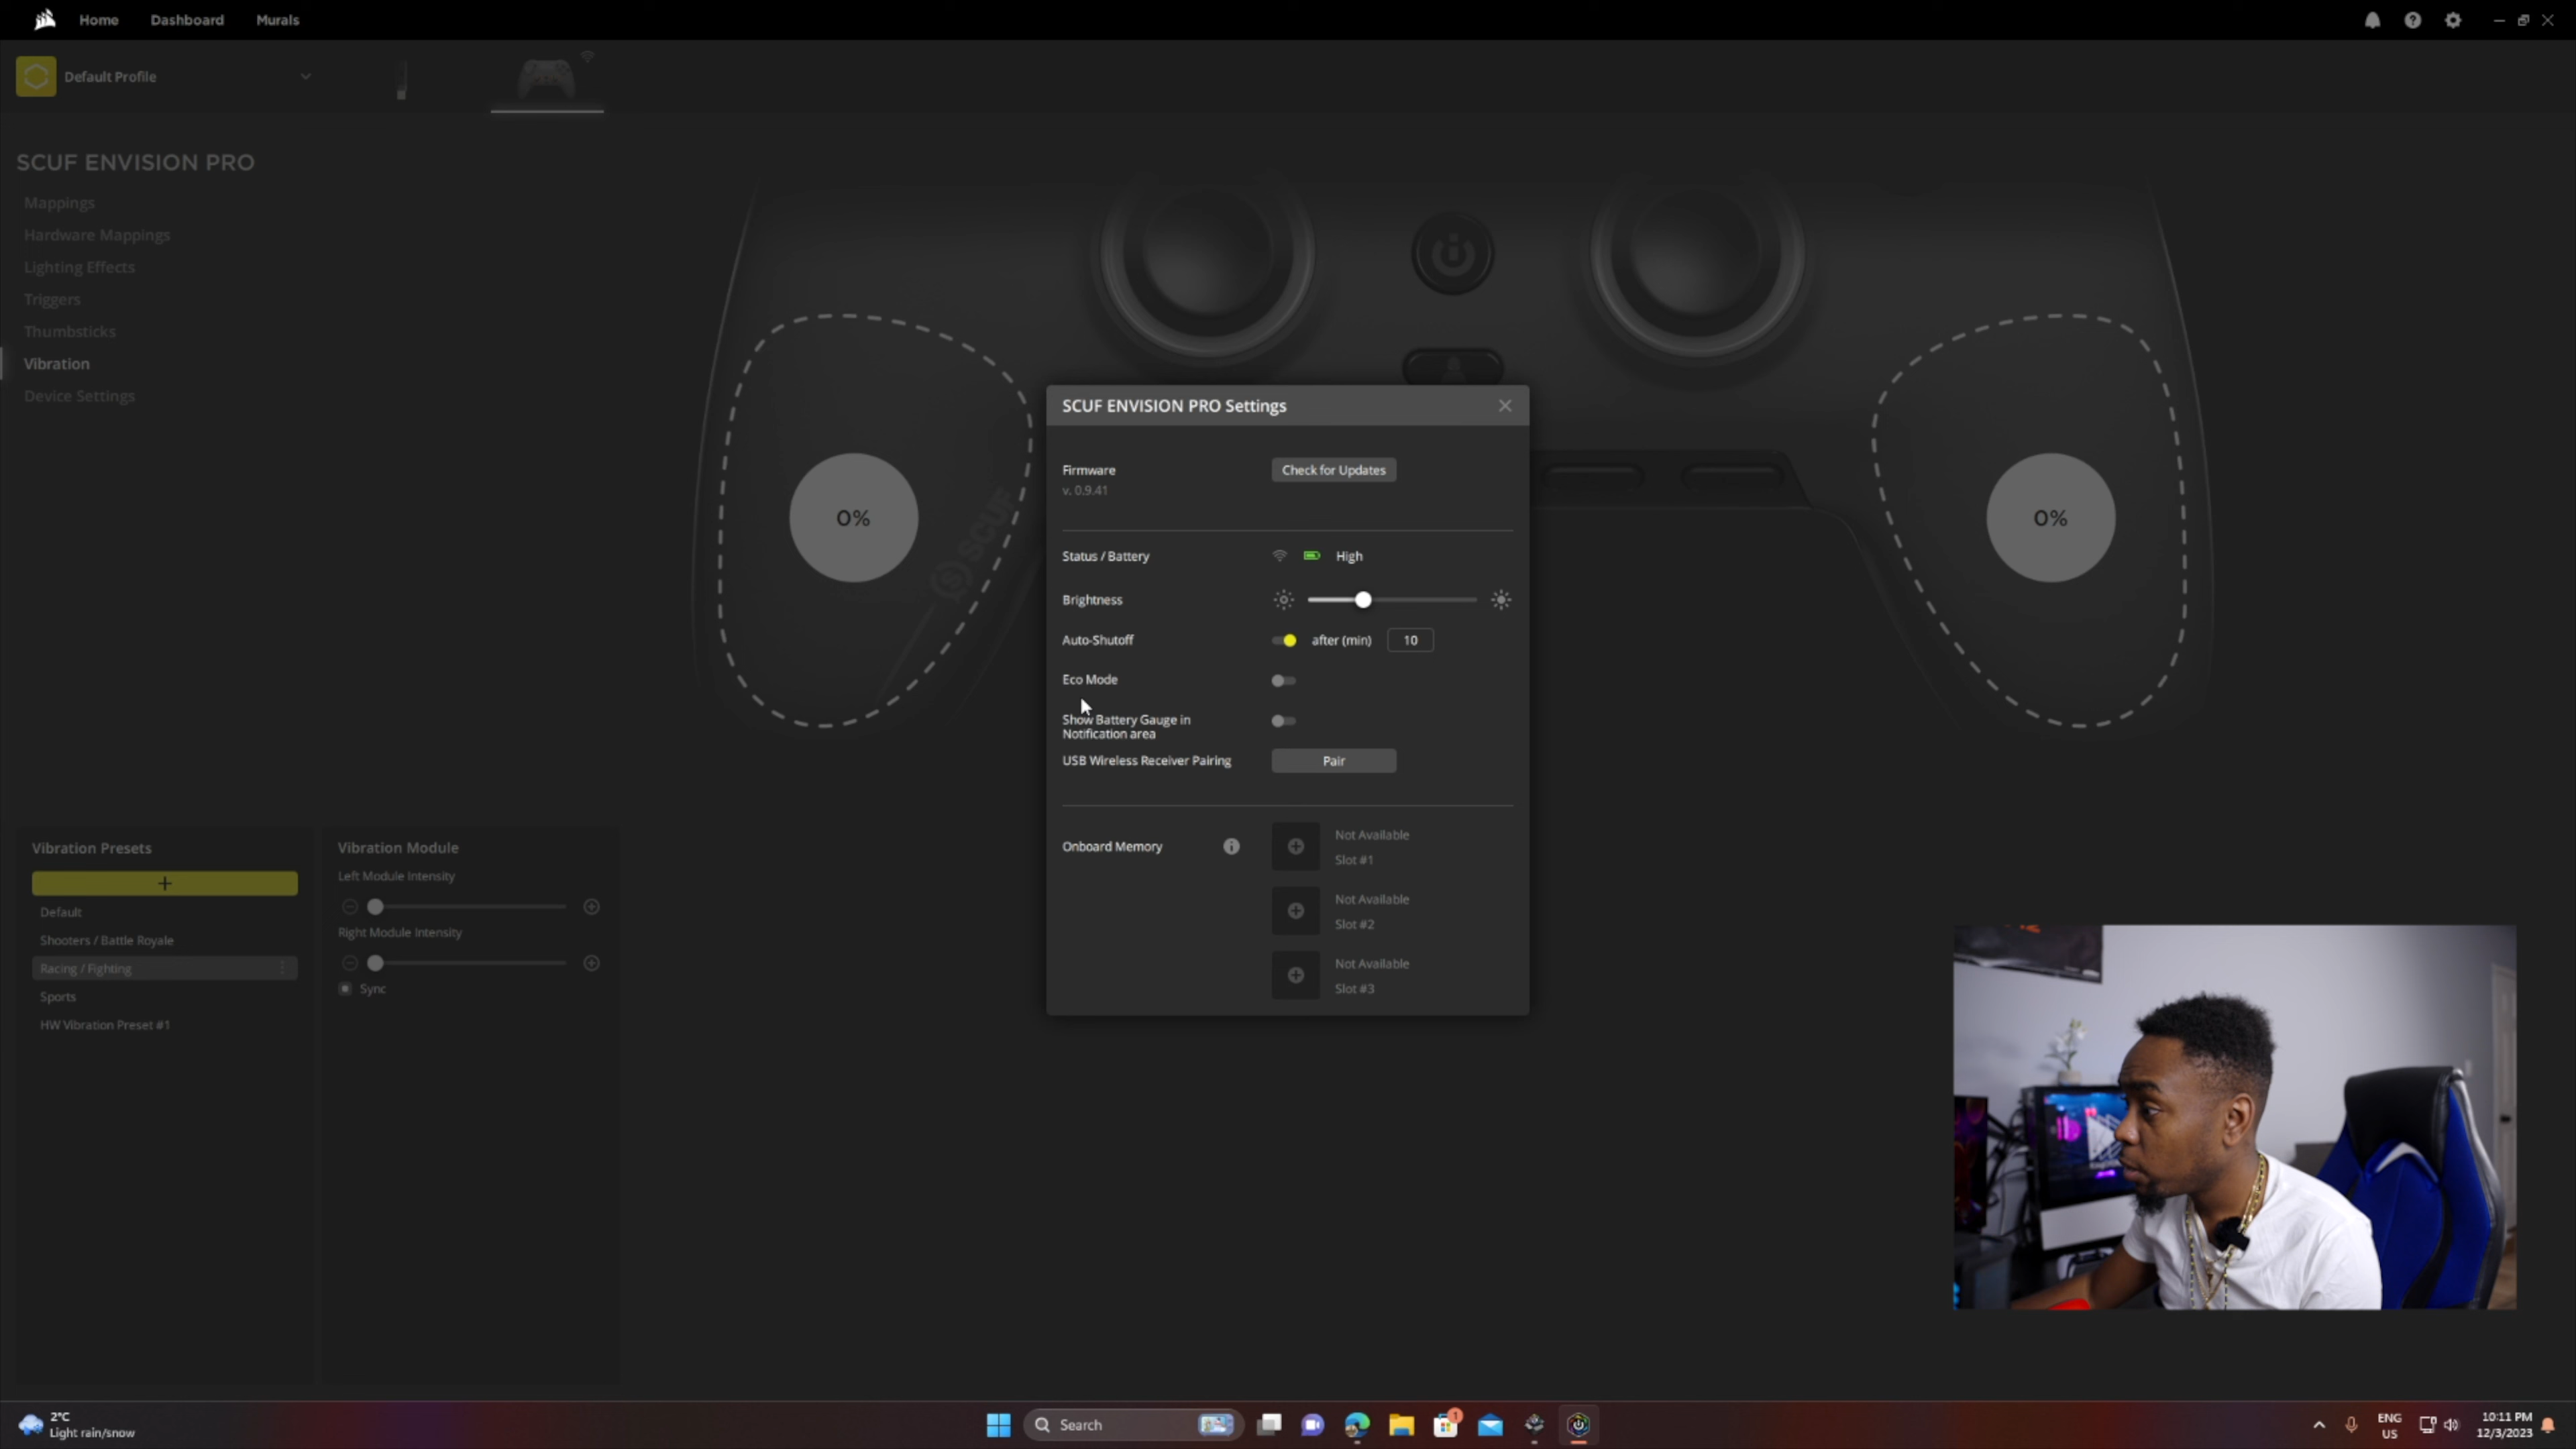 Home Dashboard Murals
Default Profile
SCUF ENVISION PRO
Mappings
Hardware Mappings
Lighting Effects
Triggers
Thumbsticks
Vibration
Device Settings
0%
SCUF
0%
SCUF ENVISION PRO Settings
Firmware
Check for Updates
v. 0.9.41
Status / Battery
High
Brightness
Auto-Shutoff
after (min)
10
Eco Mode
Show Battery Gauge in
Notification area
USB Wireless Receiver Pairing
Pair
Onboard Memory
Not Available
Slot #1
Not Available
Slot #2
Not Available
Slot #3
Vibration Presets
+
Default
Shooters / Battle Royale
Racing / Fighting
Sports
HW Vibration Preset #1
Vibration Module
Left Module Intensity
Right Module Intensity
Sync
2°C
Light rain/snow
Search
1
ENG
US
10:11 PM
12/3/2023